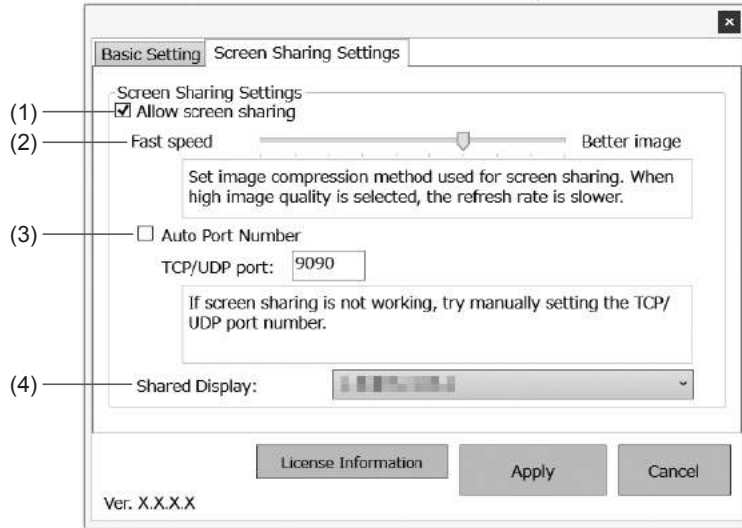 Basic Setting Screen Sharing Settings
Screen Sharing Settings
(1) Allow screen sharing
(2) Fast speed Better image
Set image compression method used for screen sharing. When
high image quality is selected, the refresh rate is slower.
(3) Auto Port Number
TCP/UDP port: 9090
If screen sharing is not working, try manually setting the TCP/
UDP port number.
(4) Shared Display:
License Information Apply Cancel
Ver. X.X.X.X